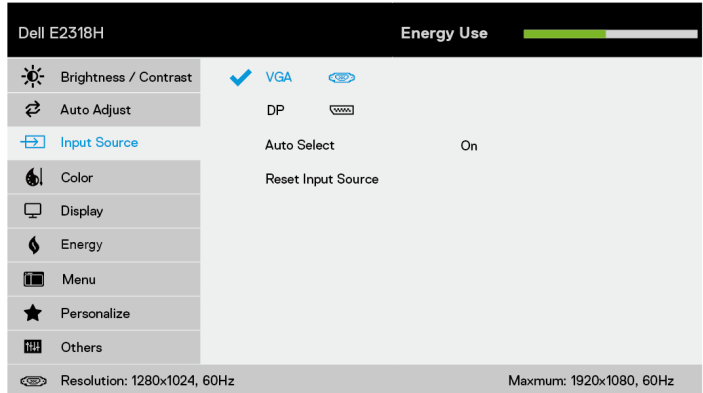 Dell E2318H
Energy Use
Brightness / Contrast
VGA
Auto Adjust
DP
Input Source
Auto Select
On
Color
Reset Input Source
Display
Energy
Menu
Personalize
Others
Resolution: 1280x1024, 60Hz
Maxmum: 1920x1080, 60Hz